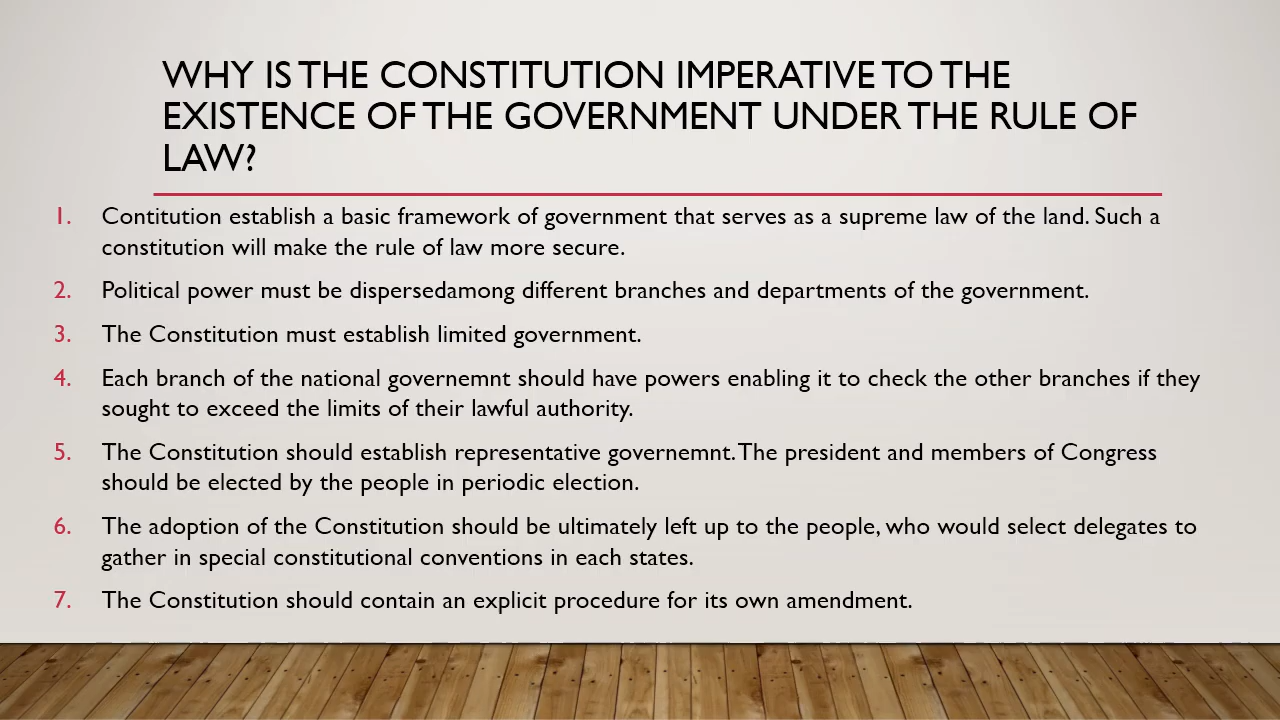 WHY IS THE CONSTITUTION IMPERATIVE TO THE
EXISTENCE OF THE GOVERNMENT UNDER THE RULE OF
LAW?
1. Contitution establish a basic framework of government that serves as a supreme law of the land. Such a
constitution will make the rule of law more secure.
2. Political power must be dispersedamong different branches and departments of the government.
3. The Constitution must establish limited government.
4. Each branch of the national governemnt should have powers enabling it to check the other branches if they
sought to exceed the limits of their lawful authority.
5. The Constitution should establish representative governemnt. The president and members of Congress
should be elected by the people in periodic election.
6. The adoption of the Constitution should be ultimately left up to the people, who would select delegates to
gather in special constitutional conventions in each states.
7. The Constitution should contain an explicit procedure for its own amendment.